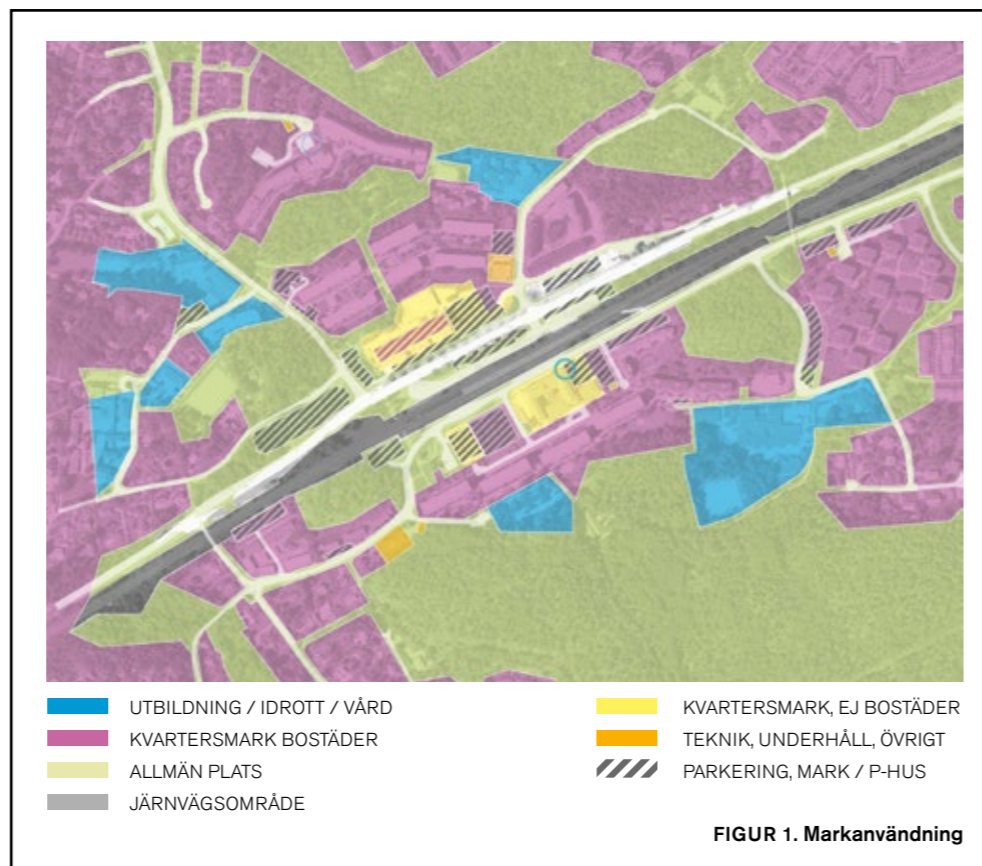 UTBILDNING / IDROTT / VÅRD
KVARTERSMARK BOSTÄDER
ALLMÄN PLATS
JÄRNVÄGSOMRÅDE
KVARTERSMARK, EJ BOSTÄDER
TEKNIK, UNDERHÅLL, ÖVRIGT
PARKERING, MARK / P-HUS
FIGUR 1. Markanvändning